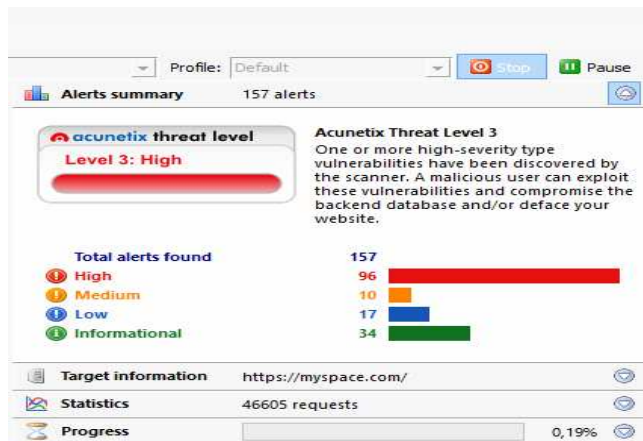 Profile: Default Stop Pause
Alerts summary 157 alerts
acunetix threat level
Level 3: High
Acunetix Threat Level 3
One or more high-severity type
vulnerabilities have been discovered by
the scanner. A malicious user can exploit
these vulnerabilities and compromise the
backend database and/or deface your
website.
Total alerts found 157
High 96
Medium 10
Low 17
Informational 34
Target information https://myspace.com/
Statistics 46605 requests
Progress 0,19%